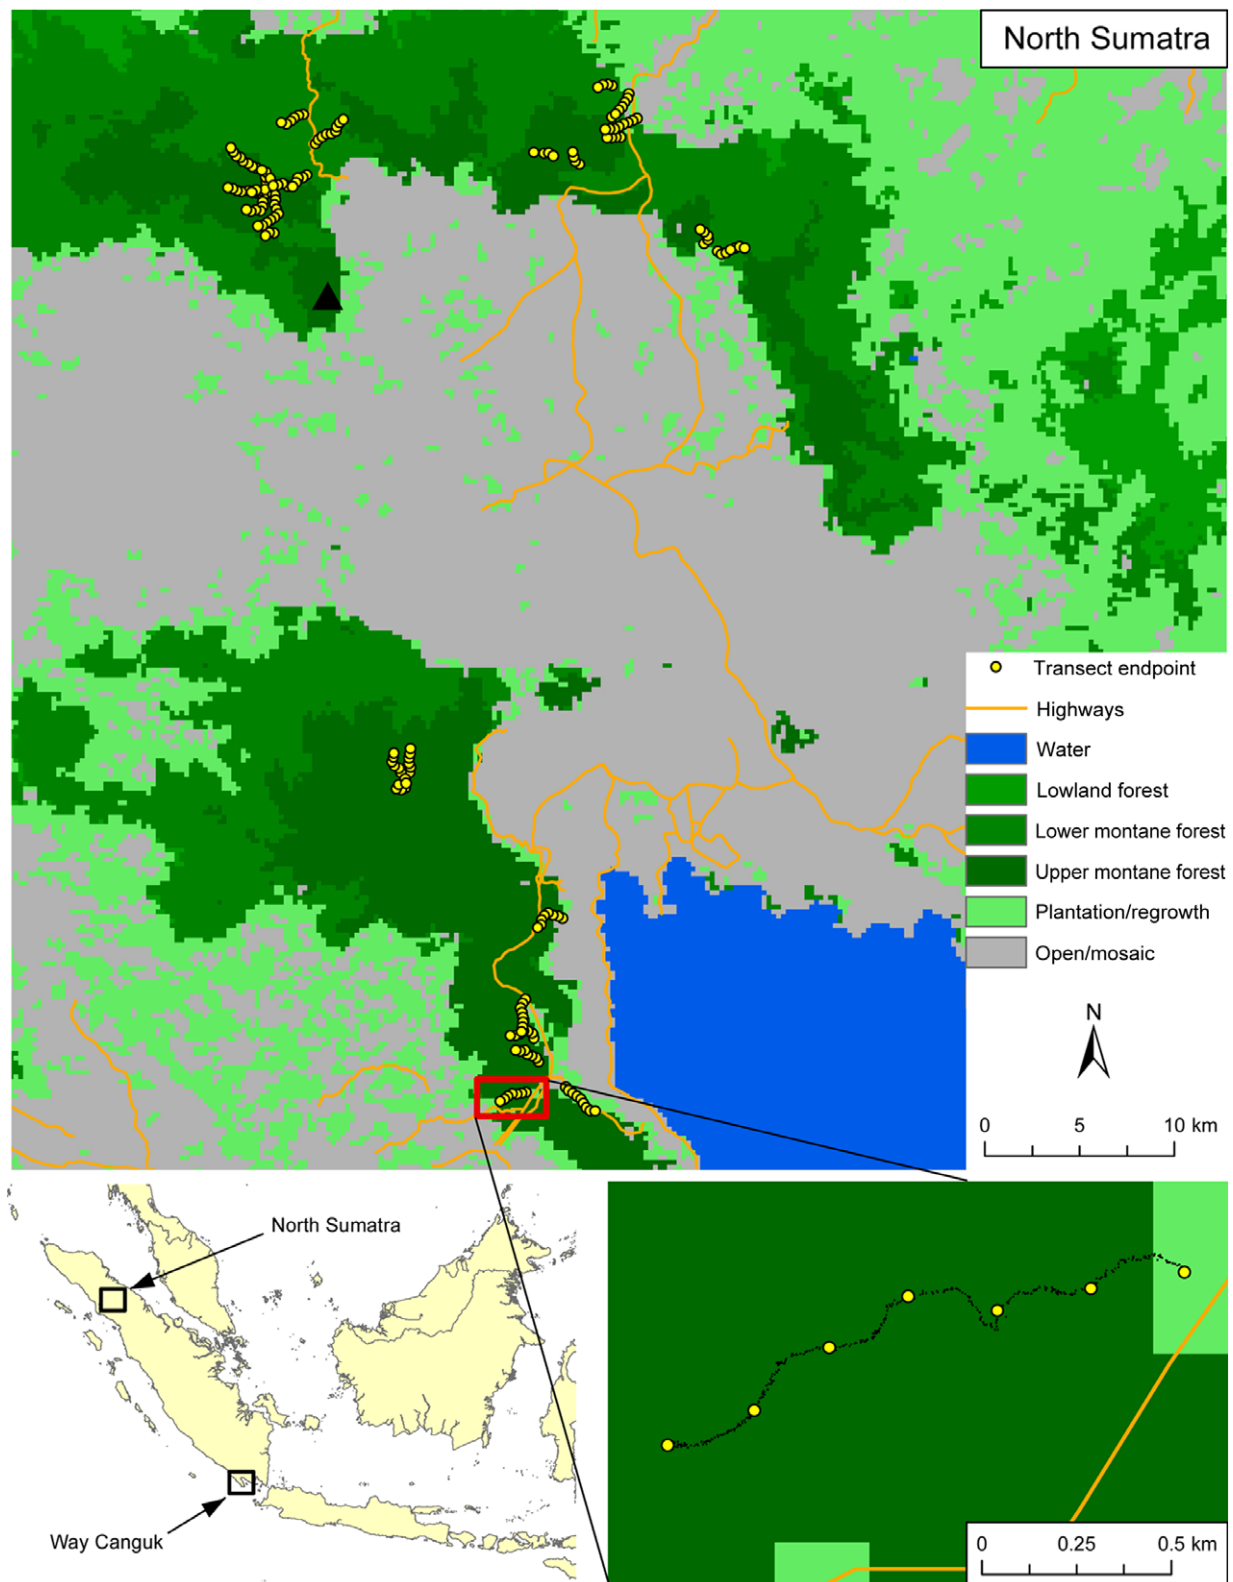 North Sumatra
Transect endpoint
Highways
Water
Lowland forest
Lower montane forest
Upper montane forest
Plantation/regrowth
Open/mosaic
N
0 5 10 km
North Sumatra
Way Canguk
0 0.25 0.5 km